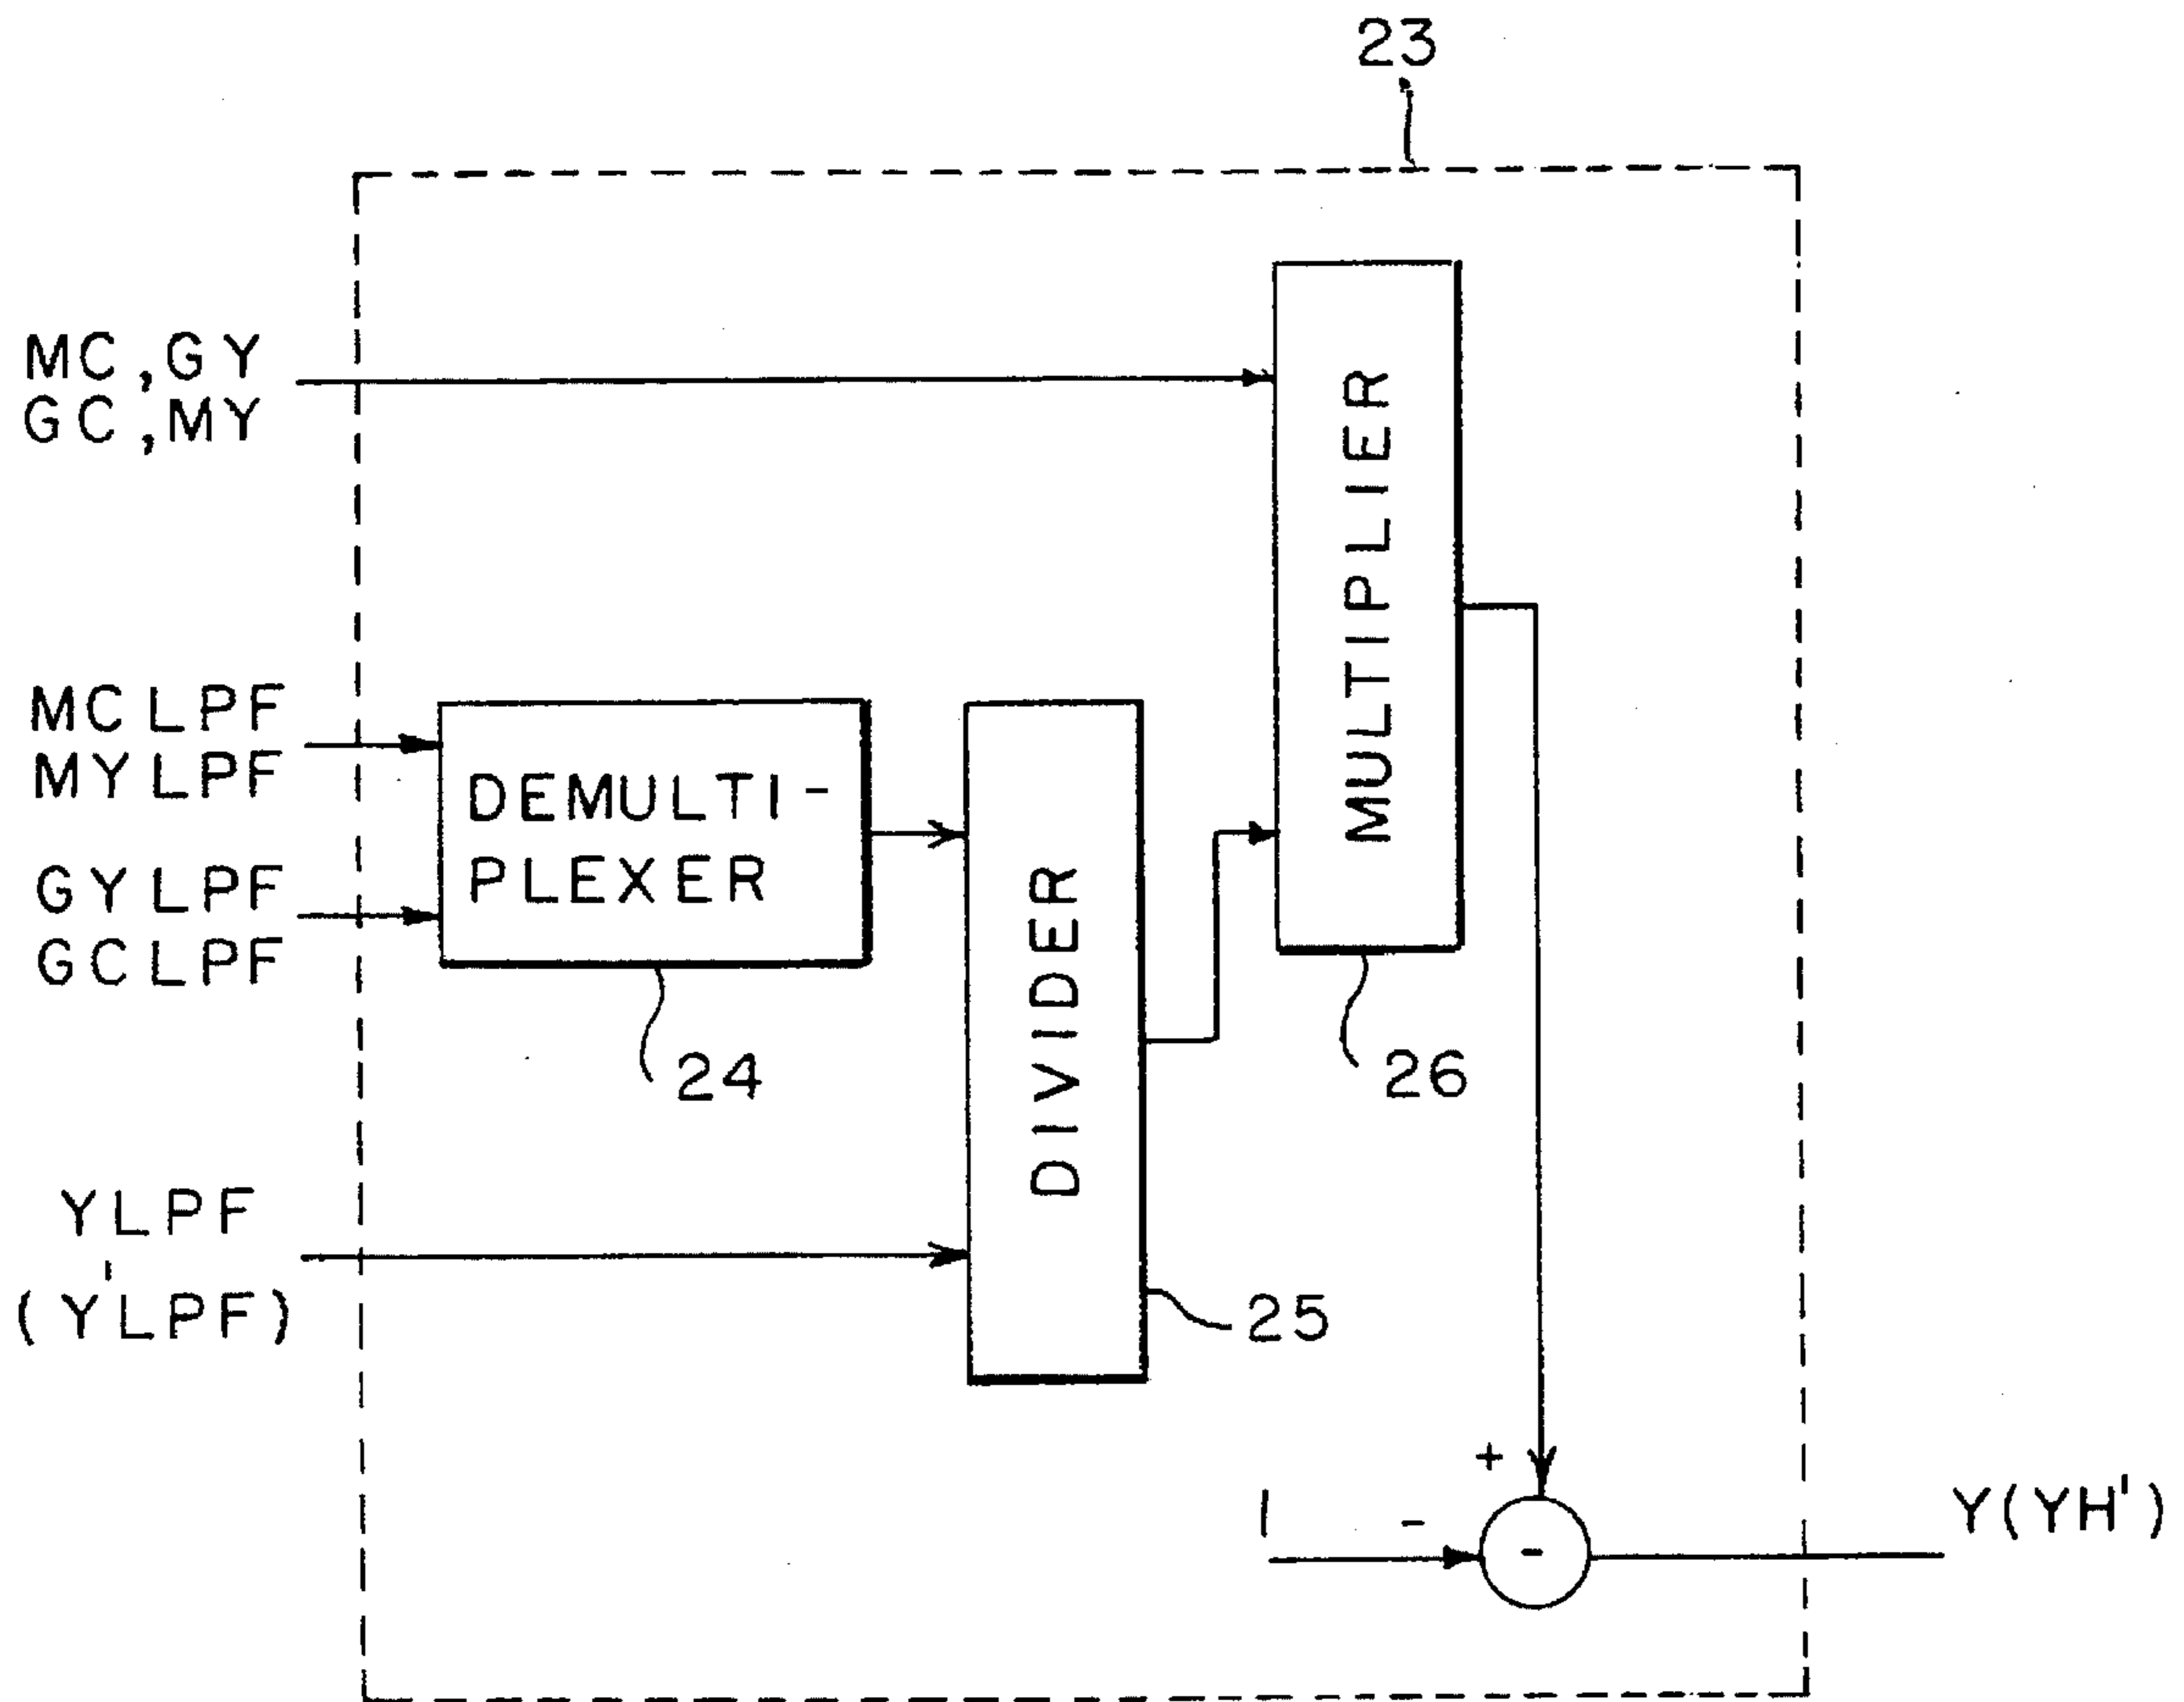 23
MC,GY
GC,MY
MULTIPLIER
MCLPF
MYLPF
DEMULTI-
PLEXER
GYLPF
GCLPF
DIVIDER
24
26
YLPF
(Y'LPF)
25
+
1
-
-
Y(YH')